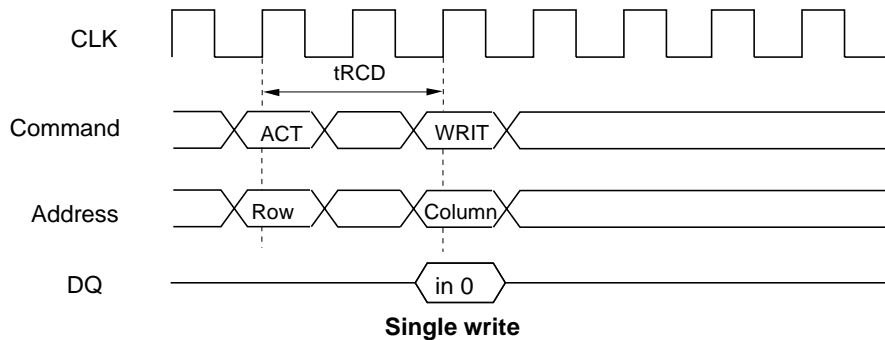 CLK
tRCD
Command ACT WRIT
Address Row Column
DQ in 0
Single write